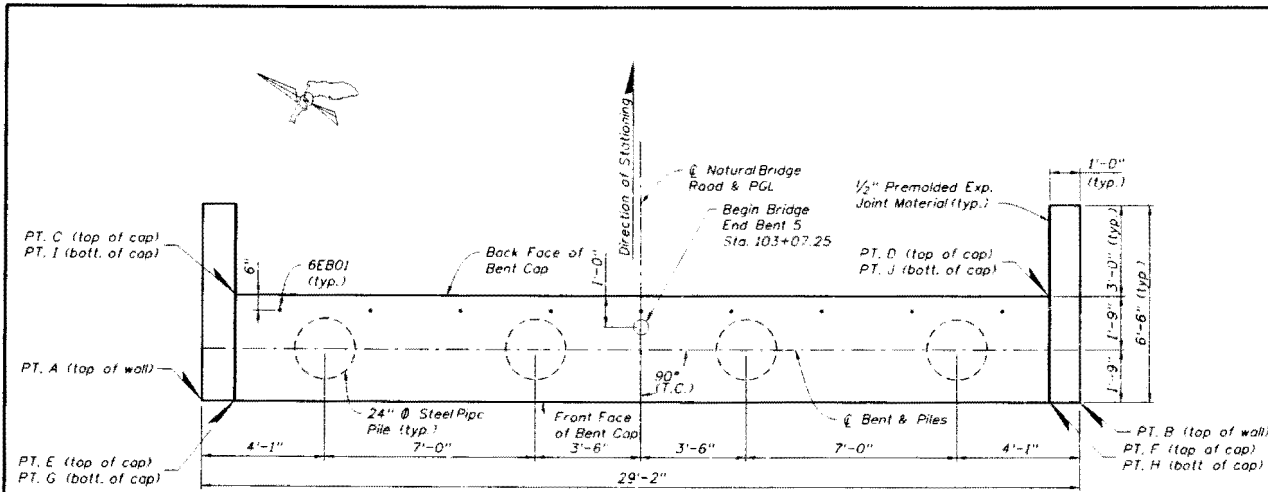 Direction of Stationing
℄ Natural Bridge
Road & PGL
Begin Bridge
End Bent 5
Sta. 103+07.25
1/2" Premolded Exp.
Joint Material (typ.)
1'-0"
(typ.)
PT. C (top of cap)
PT. I (bott. of cap)
6"
6EB01
(typ.)
Back Face of
Bent Cap
1'-0"
PT. D (top of cap)
PT. J (bott. of cap)
3'-0" (typ.)
1'-9"
1'-9"
6'-6" (typ.)
PT. A (top of wall)
90°
(T.C.)
24" Φ Steel Pipe
Pile (typ.)
Front Face
of Bent Cap
℄ Bent & Piles
PT. E (top of cap)
PT. G (bott. of cap)
4'-1"
7'-0"
3'-6"
3'-6"
7'-0"
4'-1"
PT. B (top of wall)
PT. F (top of cap)
PT. H (bott of cap)
29'-2"